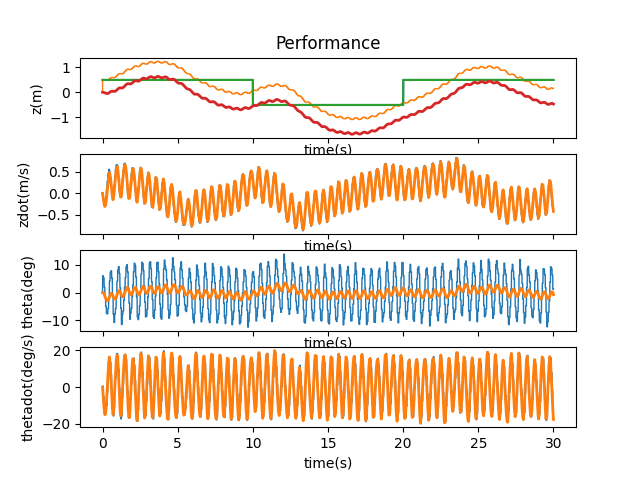 Performance
z(m)
1
0
−1
time(s)
zdot(m/s)
0.5
0.0
−0.5
time(s)
theta(deg)
10
0
−10
time(s)
thetadot(deg/s)
20
0
−20
0 5 10 15 20 25 30
time(s)